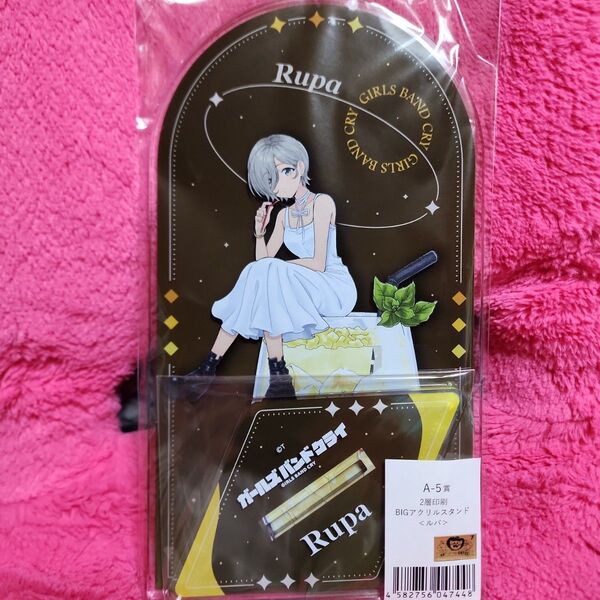 Rupa
GIRLS BAND CRY GIRLS BAND CRY
©T
ガールズバンドクライ
GIRLS BAND CRY
Rupa
A-5賞
2層印刷
BIGアクリルスタンド
<ルパ>
4 582756 047448